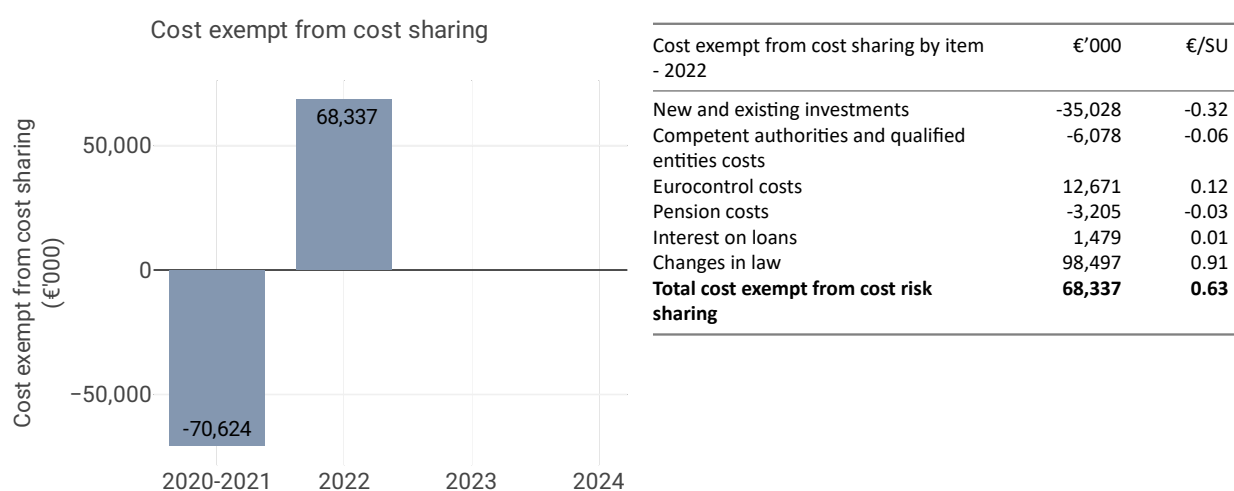 Cost exempt from cost sharing
Cost exempt from cost sharing
(€'000)
50,000
0
−50,000
68,337
-70,624
2020-2021 2022 2023 2024
Cost exempt from cost sharing by item €’000 €/SU
- 2022
New and existing investments -35,028 -0.32
Competent authorities and qualified -6,078 -0.06
entities costs
Eurocontrol costs 12,671 0.12
Pension costs -3,205 -0.03
Interest on loans 1,479 0.01
Changes in law 98,497 0.91
Total cost exempt from cost risk 68,337 0.63
sharing